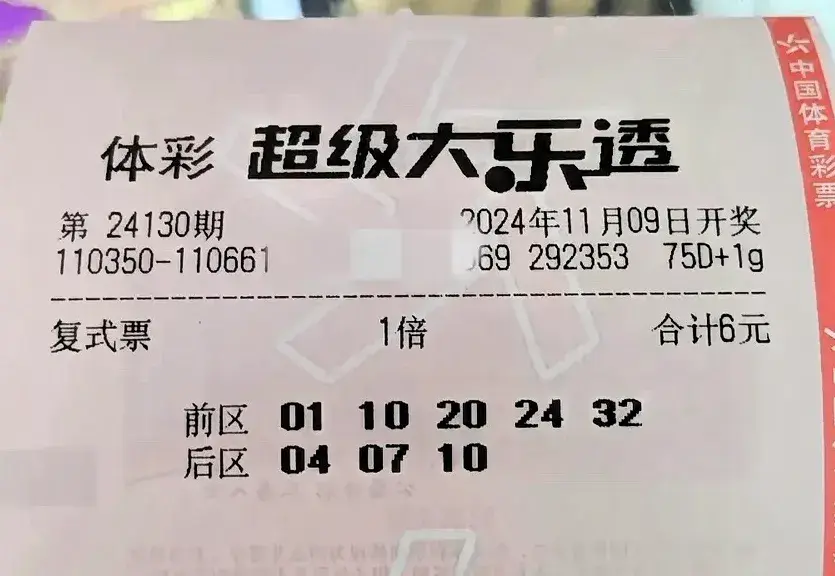 中国体育彩票
体彩 超级大乐透
第 24130期 2024年11月09日开奖
110350-110661 69 292353 75D+1g
复式票 1倍 合计6元
前区 01 10 20 24 32
后区 04 07 10